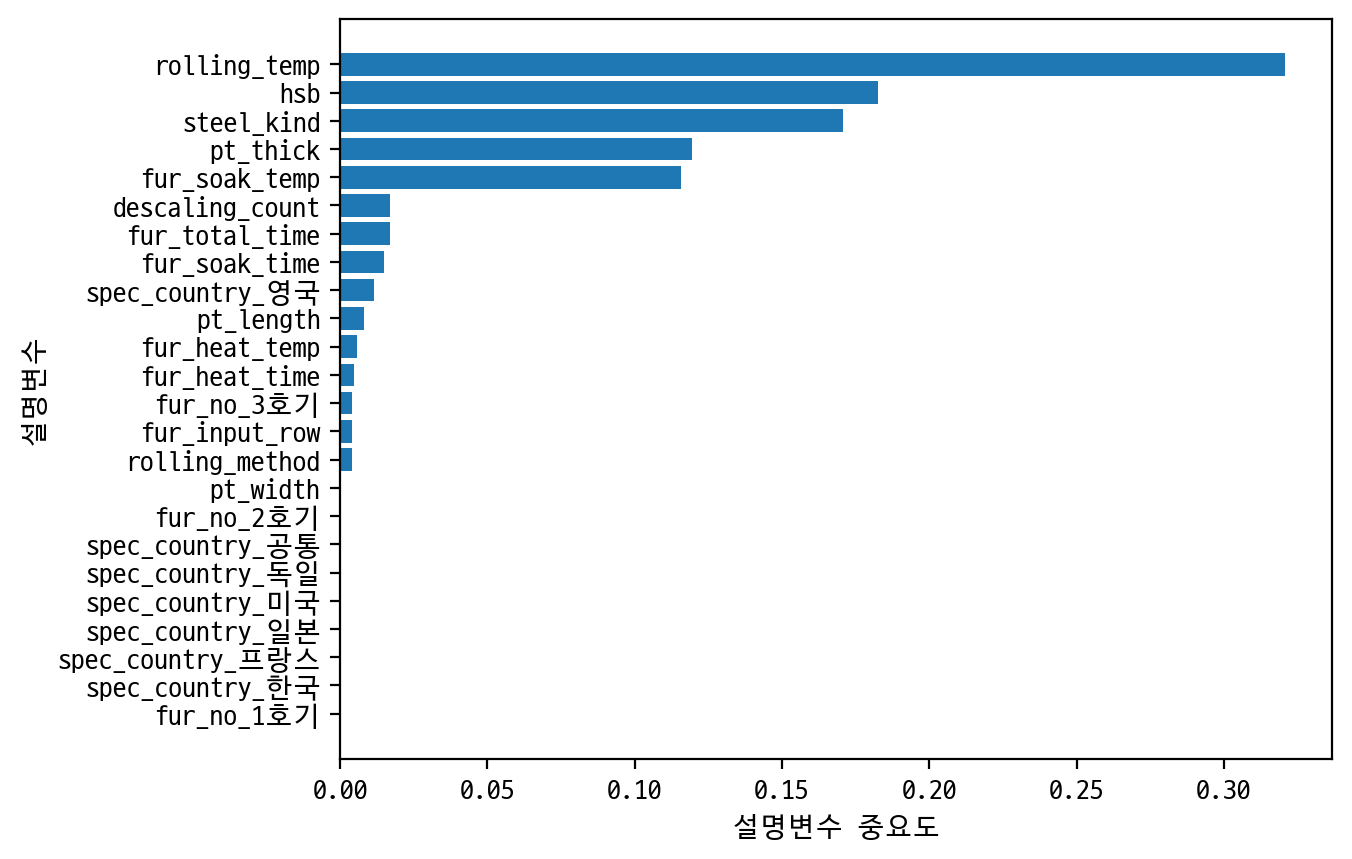 rolling_temp
hsb
steel_kind
pt_thick
fur_soak_temp
descaling_count
fur_total_time
fur_soak_time
spec_country_영국
pt_length
fur_heat_temp
fur_heat_time
fur_no_3호기
fur_input_row
rolling_method
pt_width
fur_no_2호기
spec_country_공통
spec_country_독일
spec_country_미국
spec_country_일본
spec_country_프랑스
spec_country_한국
fur_no_1호기
설명변수
0.00 0.05 0.10 0.15 0.20 0.25 0.30
설명변수 중요도